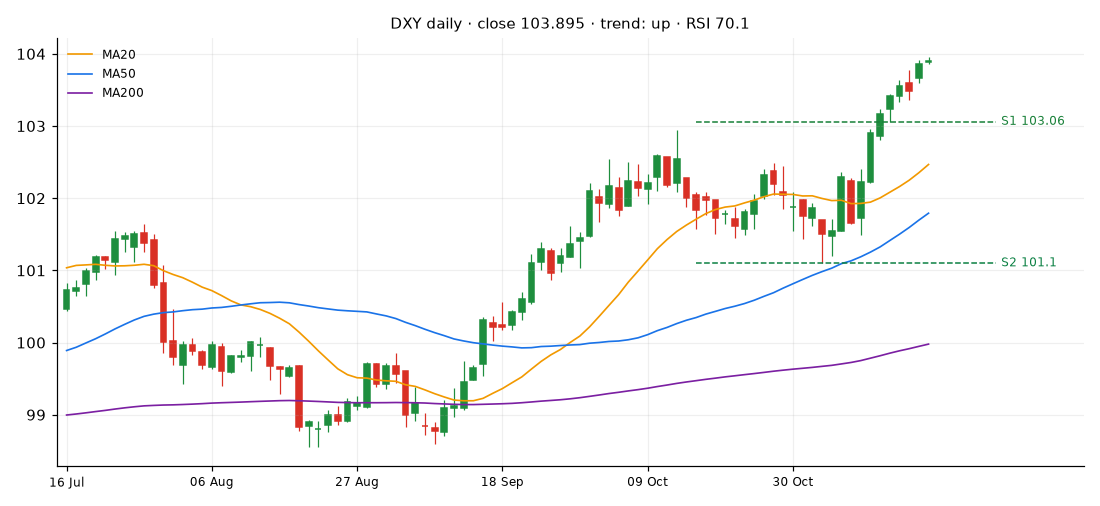 DXY daily · close 103.895 · trend: up · RSI 70.1
MA20
MA50
MA200
104
103
102
101
100
99
S1 103.06
S2 101.1
16 Jul
06 Aug
27 Aug
18 Sep
09 Oct
30 Oct